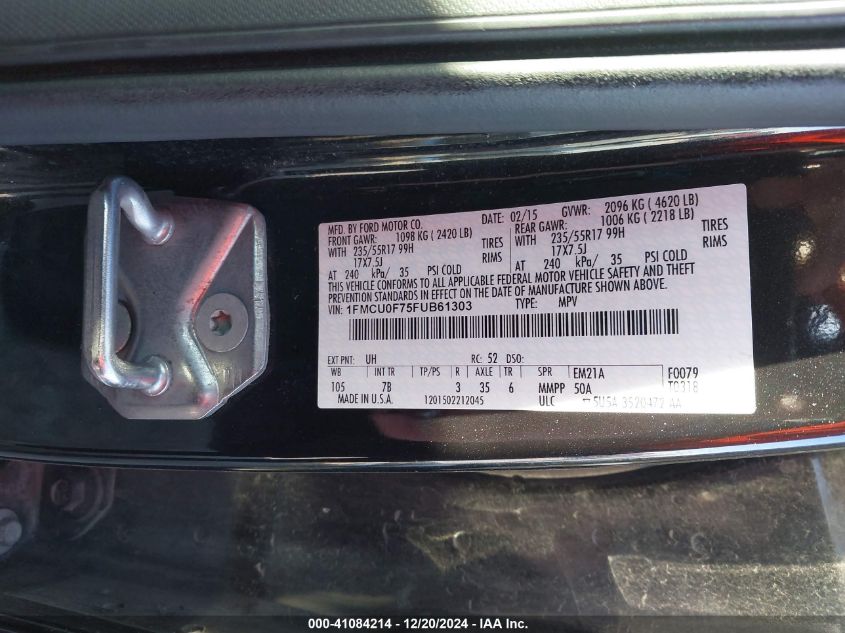 MFD. BY FORD MOTOR CO. DATE: 02/15 GVWR: 2096 KG ( 4620 LB)
FRONT GAWR: 1098 KG ( 2420 LB) REAR GAWR: 1006 KG ( 2218 LB)
WITH 235/55R17 99H TIRES WITH 235/55R17 99H TIRES
17X7.5J RIMS 17X7.5J RIMS
AT 240 kPa/ 35 PSI COLD AT 240 kPa/ 35 PSI COLD
THIS VEHICLE CONFORMS TO ALL APPLICABLE FEDERAL MOTOR VEHICLE SAFETY AND THEFT
PREVENTION STANDARDS IN EFFECT ON THE DATE OF MANUFACTURE SHOWN ABOVE.
VIN: 1FMCU0F75FUB61303 TYPE: MPV
EXT PNT: UH RC: 52 DSO:
WB INT TR TP/PS R AXLE TR SPR EM21A F0079
105 7B 3 35 6 MMPP 50A T0318
MADE IN U.S.A. 1201502212045 ULC 5U5A 3520472 AA
000-41084214 - 12/20/2024 - IAA Inc.